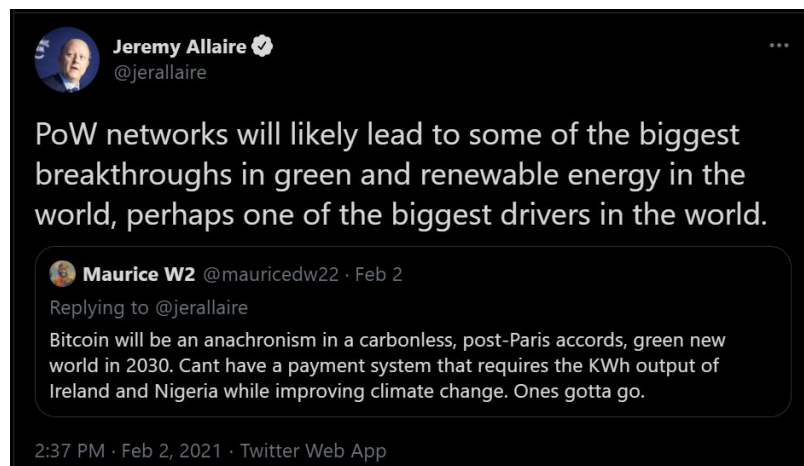 Jeremy Allaire
@jerallaire
PoW networks will likely lead to some of the biggest
breakthroughs in green and renewable energy in the
world, perhaps one of the biggest drivers in the world.
Maurice W2 @mauricedw22 · Feb 2
Replying to @jerallaire
Bitcoin will be an anachronism in a carbonless, post-Paris accords, green new
world in 2030. Cant have a payment system that requires the KWh output of
Ireland and Nigeria while improving climate change. Ones gotta go.
2:37 PM · Feb 2, 2021 · Twitter Web App